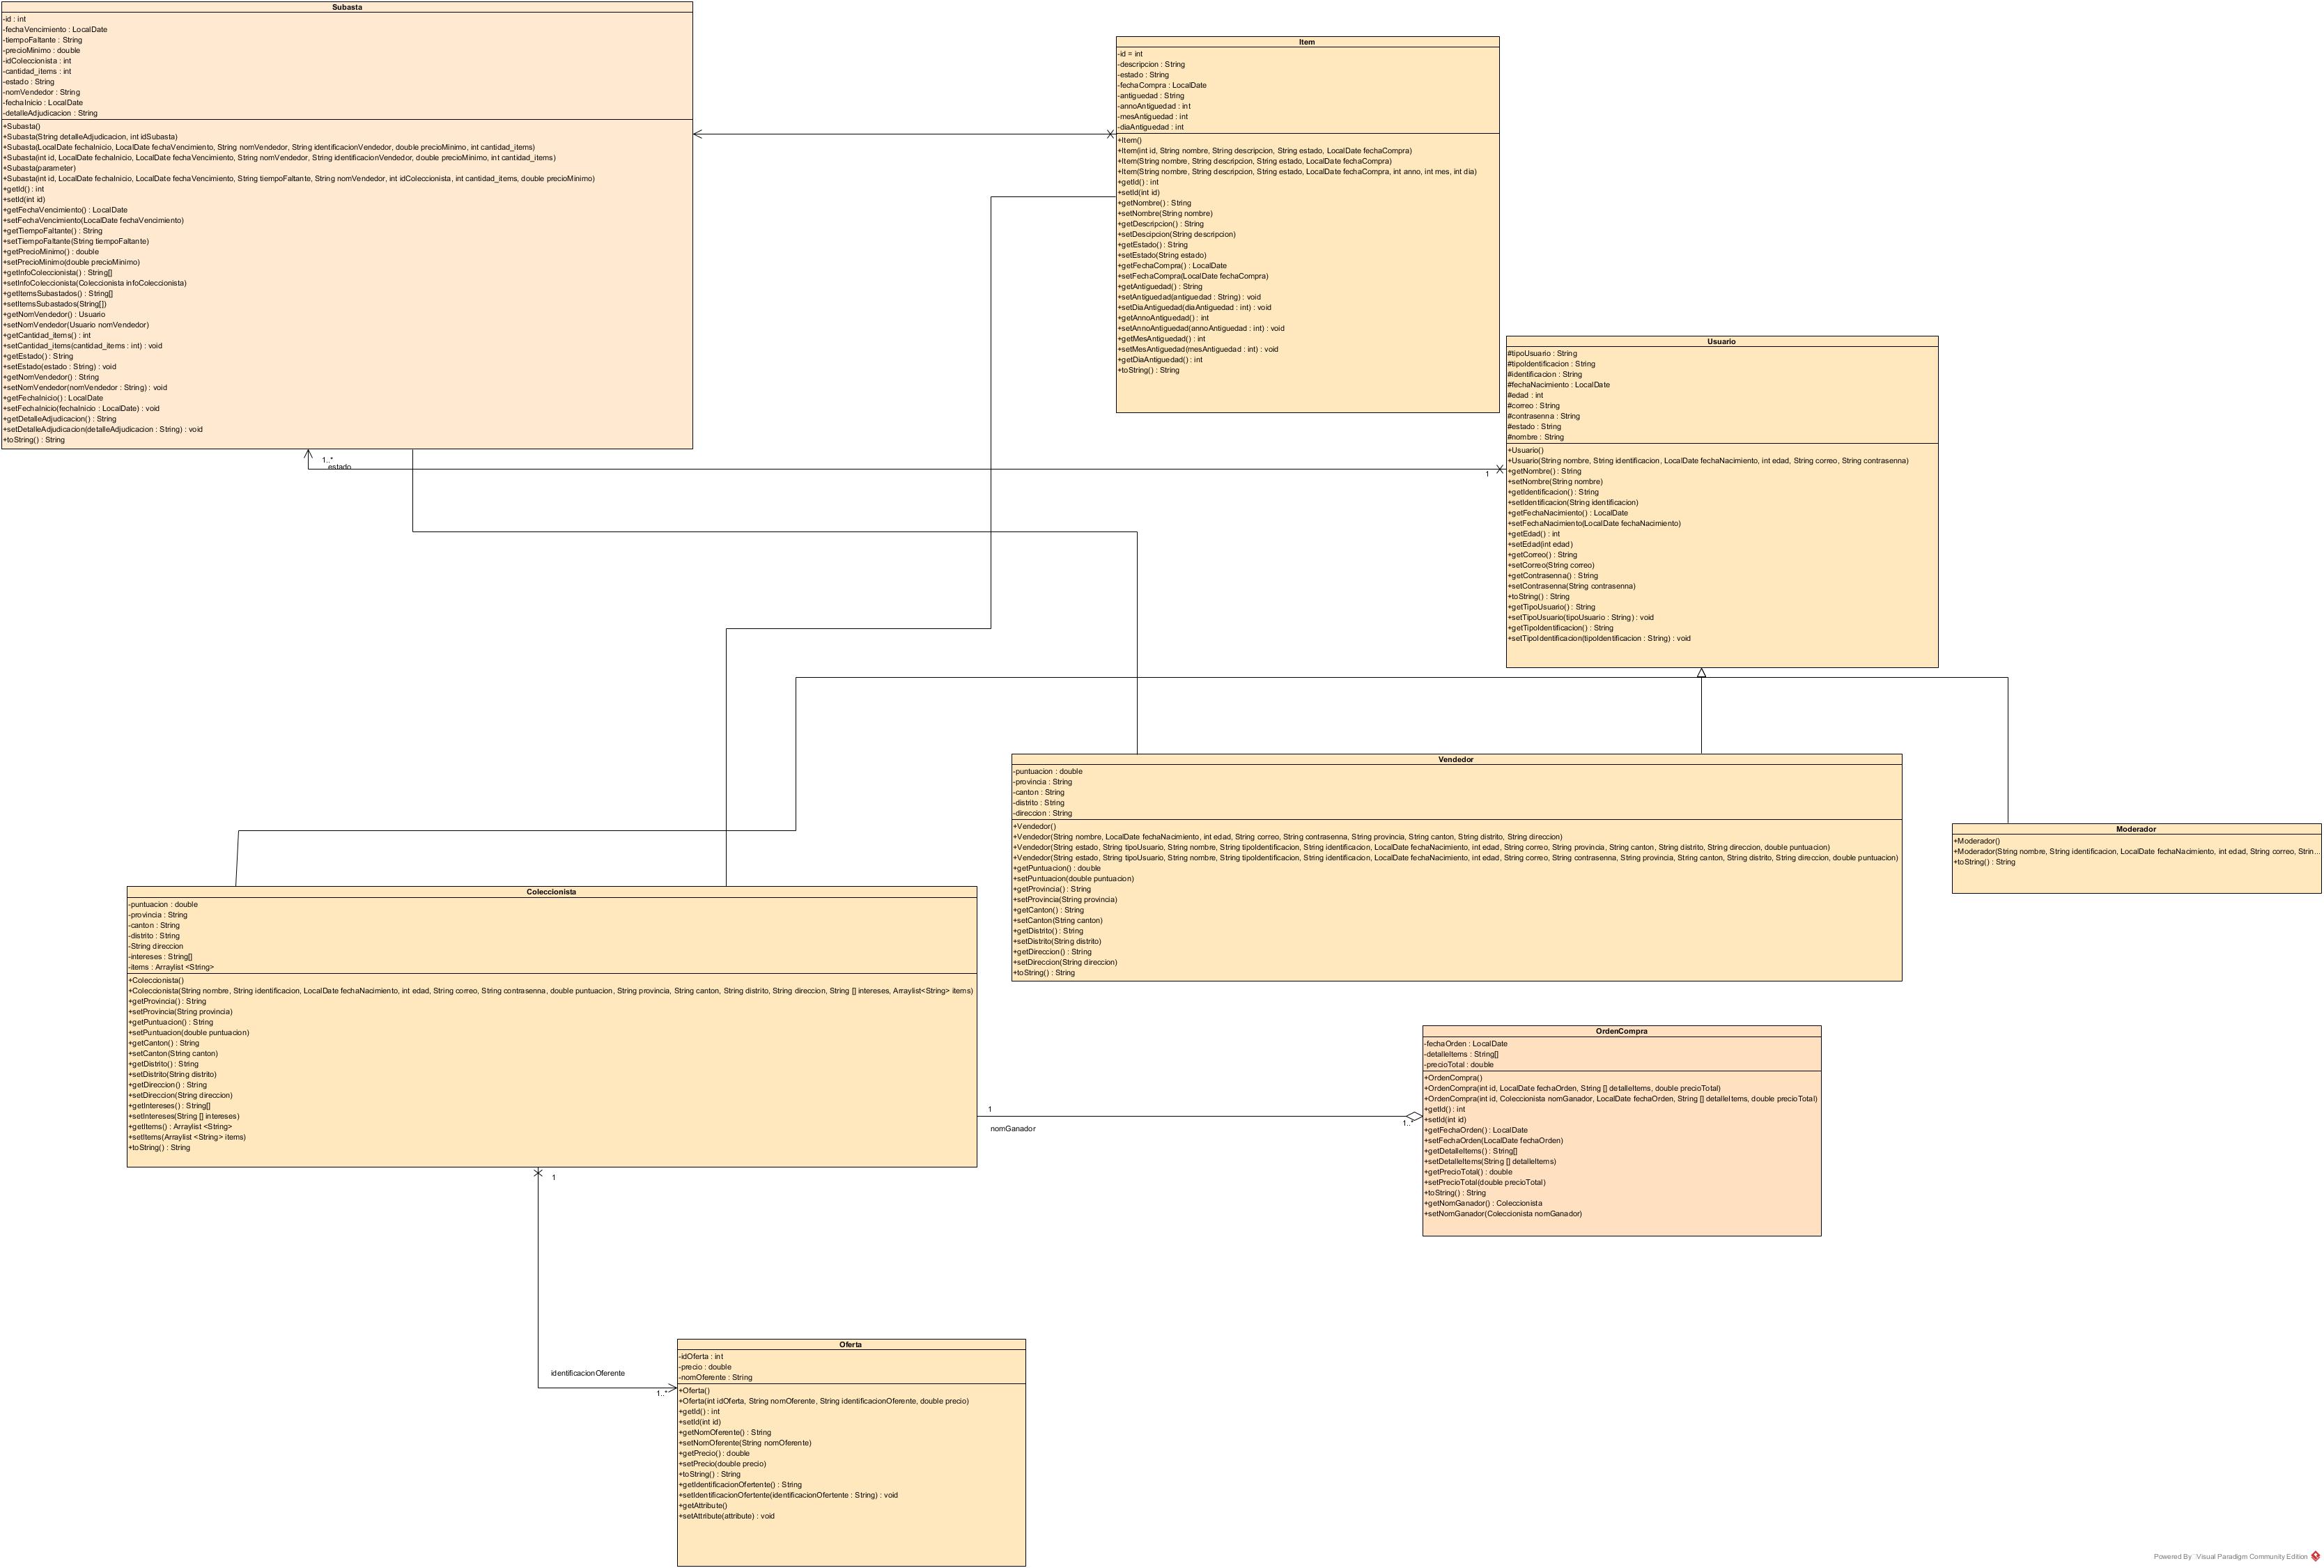 Subasta
-id : int
-fechaVencimiento : LocalDate
-tiempoFaltante : String
-precioMinimo : double
-idColeccionista : int
-cantidad_items : int
-estado : String
-nomVendedor : String
-fechaInicio : LocalDate
-detalleAdjudicacion : String
+Subasta()
+Subasta(String detalleAdjudicacion, int idSubasta)
+Subasta(LocalDate fechaInicio, LocalDate fechaVencimiento, String nomVendedor, String identificacionVendedor, double precioMinimo, int cantidad_items)
+Subasta(int id, LocalDate fechaInicio, LocalDate fechaVencimiento, String nomVendedor, String identificacionVendedor, double precioMinimo, int cantidad_items)
+Subasta(parameter)
+Subasta(int id, LocalDate fechaInicio, LocalDate fechaVencimiento, String tiempoFaltante, String nomVendedor, int idColeccionista, int cantidad_items, double precioMinimo)
+getId() : int
+setId(int id)
+getFechaVencimiento() : LocalDate
+setFechaVencimiento(LocalDate fechaVencimiento)
+getTiempoFaltante() : String
+setTiempoFaltante(String tiempoFaltante)
+getPrecioMinimo() : double
+setPrecioMinimo(double precioMinimo)
+getInfoColeccionista() : String[]
+setInfoColeccionista(Coleccionista infoColeccionista)
+getItemsSubastados() : String[]
+setItemsSubastados(String[])
+getNomVendedor() : Usuario
+setNomVendedor(Usuario nomVendedor)
+getCantidad_items() : int
+setCantidad_items(cantidad_items : int) : void
+getEstado() : String
+setEstado(estado : String) : void
+getNomVendedor() : String
+setNomVendedor(nomVendedor : String) : void
+getFechaInicio() : LocalDate
+setFechaInicio(fechaInicio : LocalDate) : void
+getDetalleAdjudicacion() : String
+setDetalleAdjudicacion(detalleAdjudicacion : String) : void
+toString() : String
Item
-id = int
-descripcion : String
-estado : String
-fechaCompra : LocalDate
-antiguedad : String
-annoAntiguedad : int
-mesAntiguedad : int
-diaAntiguedad : int
+Item()
+Item(int id, String nombre, String descripcion, String estado, LocalDate fechaCompra)
+Item(String nombre, String descripcion, String estado, LocalDate fechaCompra)
+Item(String nombre, String descripcion, String estado, LocalDate fechaCompra, int anno, int mes, int dia)
+getId() : int
+setId(int id)
+getNombre() : String
+setNombre(String nombre)
+getDescripcion() : String
+setDescipcion(String descripcion)
+getEstado() : String
+setEstado(String estado)
+getFechaCompra() : LocalDate
+setFechaCompra(LocalDate fechaCompra)
+getAntiguedad() : String
+setAntiguedad(antiguedad : String) : void
+setDiaAntiguedad(diaAntiguedad : int) : void
+getAnnoAntiguedad() : int
+setAnnoAntiguedad(annoAntiguedad : int) : void
+getMesAntiguedad() : int
+setMesAntiguedad(mesAntiguedad : int) : void
+getDiaAntiguedad() : int
+toString() : String
Usuario
#tipoUsuario : String
#tipoIdentificacion : String
#identificacion : String
#fechaNacimiento : LocalDate
#edad : int
#correo : String
#contrasenna : String
#estado : String
#nombre : String
+Usuario()
+Usuario(String nombre, String identificacion, LocalDate fechaNacimiento, int edad, String correo, String contrasenna)
+getNombre() : String
+setNombre(String nombre)
+getIdentificacion() : String
+setIdentificacion(String identificacion)
+getFechaNacimiento() : LocalDate
+setFechaNacimiento(LocalDate fechaNacimiento)
+getEdad() : int
+setEdad(int edad)
+getCorreo() : String
+setCorreo(String correo)
+getContrasenna() : String
+setContrasenna(String contrasenna)
+toString() : String
+getTipoUsuario() : String
+setTipoUsuario(tipoUsuario : String) : void
+getTipoIdentificacion() : String
+setTipoIdentificacion(tipoIdentificacion : String) : void
1..*
estado
1
Vendedor
-puntuacion : double
-provincia : String
-canton : String
-distrito : String
-direccion : String
+Vendedor()
+Vendedor(String nombre, LocalDate fechaNacimiento, int edad, String correo, String contrasenna, String provincia, String canton, String distrito, String direccion)
+Vendedor(String estado, String tipoUsuario, String nombre, String tipoIdentificacion, String identificacion, LocalDate fechaNacimiento, int edad, String correo, String provincia, String canton, String distrito, String direccion, double puntuacion)
+Vendedor(String estado, String tipoUsuario, String nombre, String tipoIdentificacion, String identificacion, LocalDate fechaNacimiento, int edad, String correo, String contrasenna, String provincia, String canton, String distrito, String direccion, double puntuacion)
+getPuntuacion() : double
+setPuntuacion(double puntuacion)
+getProvincia() : String
+setProvincia(String provincia)
+getCanton() : String
+setCanton(String canton)
+getDistrito() : String
+setDistrito(String distrito)
+getDireccion() : String
+setDireccion(String direccion)
+toString() : String
Moderador
+Moderador()
+Moderador(String nombre, String identificacion, LocalDate fechaNacimiento, int edad, String correo, Strin...
+toString() : String
Coleccionista
-puntuacion : double
-provincia : String
-canton : String
-distrito : String
-String direccion
-intereses : String[]
-items : Arraylist <String>
+Coleccionista()
+Coleccionista(String nombre, String identificacion, LocalDate fechaNacimiento, int edad, String correo, String contrasenna, double puntuacion, String provincia, String canton, String distrito, String direccion, String [] intereses, Arraylist<String> items)
+getProvincia() : String
+setProvincia(String provincia)
+getPuntuacion() : String
+setPuntuacion(double puntuacion)
+getCanton() : String
+setCanton(String canton)
+getDistrito() : String
+setDistrito(String distrito)
+getDireccion() : String
+setDireccion(String direccion)
+getIntereses() : String[]
+setIntereses(String [] intereses)
+getItems() : Arraylist <String>
+setItems(Arraylist <String> items)
+toString() : String
OrdenCompra
-fechaOrden : LocalDate
-detalleItems : String[]
-precioTotal : double
+OrdenCompra()
+OrdenCompra(int id, LocalDate fechaOrden, String [] detalleItems, double precioTotal)
+OrdenCompra(int id, Coleccionista nomGanador, LocalDate fechaOrden, String [] detalleItems, double precioTotal)
+getId() : int
+setId(int id)
+getFechaOrden() : LocalDate
+setFechaOrden(LocalDate fechaOrden)
+getDetalleItems() : String[]
+setDetalleItems(String [] detalleItems)
+getPrecioTotal() : double
+setPrecioTotal(double precioTotal)
+toString() : String
+getNomGanador() : Coleccionista
+setNomGanador(Coleccionista nomGanador)
1
nomGanador
1..*
1
identificacionOferente
1..*
Oferta
-idOferta : int
-precio : double
-nomOferente : String
+Oferta()
+Oferta(int idOferta, String nomOferente, String identificacionOferente, double precio)
+getId() : int
+setId(int id)
+getNomOferente() : String
+setNomOferente(String nomOferente)
+getPrecio() : double
+setPrecio(double precio)
+toString() : String
+getIdentificacionOfertente() : String
+setIdentificacionOfertente(identificacionOfertente : String) : void
+getAttribute()
+setAttribute(attribute) : void
Powered By Visual Paradigm Community Edition